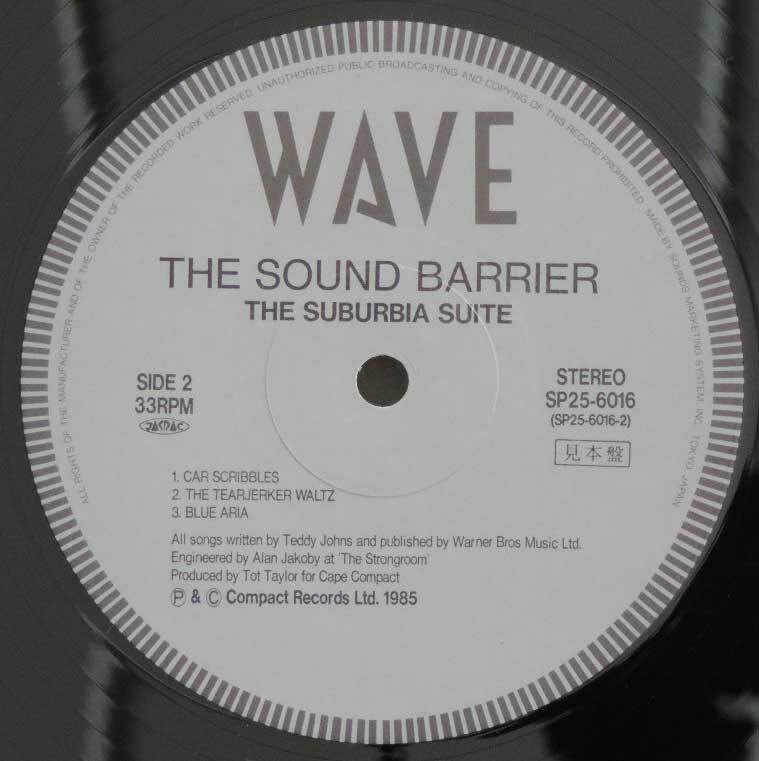 ALL RIGHTS OF THE MANUFACTURER AND OF THE OWNER OF THE RECORDED WORK RESERVED. UNAUTHORIZED PUBLIC BROADCASTING AND COPYING OF THIS RECORD PROHIBITED. MADE BY SOUNDS MARKETING SYSTEM INC. TOKYO JAPAN
WAVE
THE SOUND BARRIER
THE SUBURBIA SUITE
SIDE 2
33RPM
JASRAC
STEREO
SP25-6016
(SP25-6016-2)
見本盤
1. CAR SCRIBBLES
2. THE TEARJERKER WALTZ
3. BLUE ARIA
All songs written by Teddy Johns and published by Warner Bros Music Ltd.
Engineered by Alan Jakoby at 'The Strongroom'
Produced by Tot Taylor for Cape Compact
Ⓟ & Ⓒ Compact Records Ltd. 1985